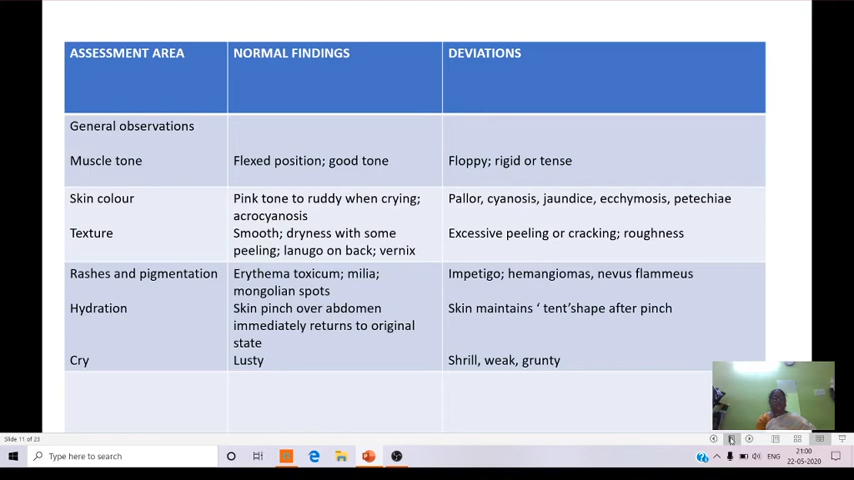 ASSESSMENT AREA NORMAL FINDINGS DEVIATIONS
General observations
Muscle tone Flexed position; good tone Floppy; rigid or tense
Skin colour Pink tone to ruddy when crying; Pallor, cyanosis, jaundice, ecchymosis, petechiae
acrocyanosis
Texture Smooth; dryness with some Excessive peeling or cracking; roughness
peeling; lanugo on back; vernix
Rashes and pigmentation Erythema toxicum; milia; Impetigo; hemangiomas, nevus flammeus
mongolian spots
Hydration Skin pinch over abdomen Skin maintains ‘ tent’shape after pinch
immediately returns to original
state
Cry Lusty Shrill, weak, grunty
Slide 11 of 23
Type here to search
ENG
21:00
22-05-2020